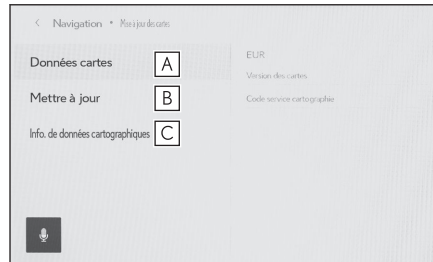 < Navigation • Mise à jour des cartes
Données cartes A
Mettre à jour B
Info. de données cartographiques C
EUR
Version des cartes
Code service cartographie